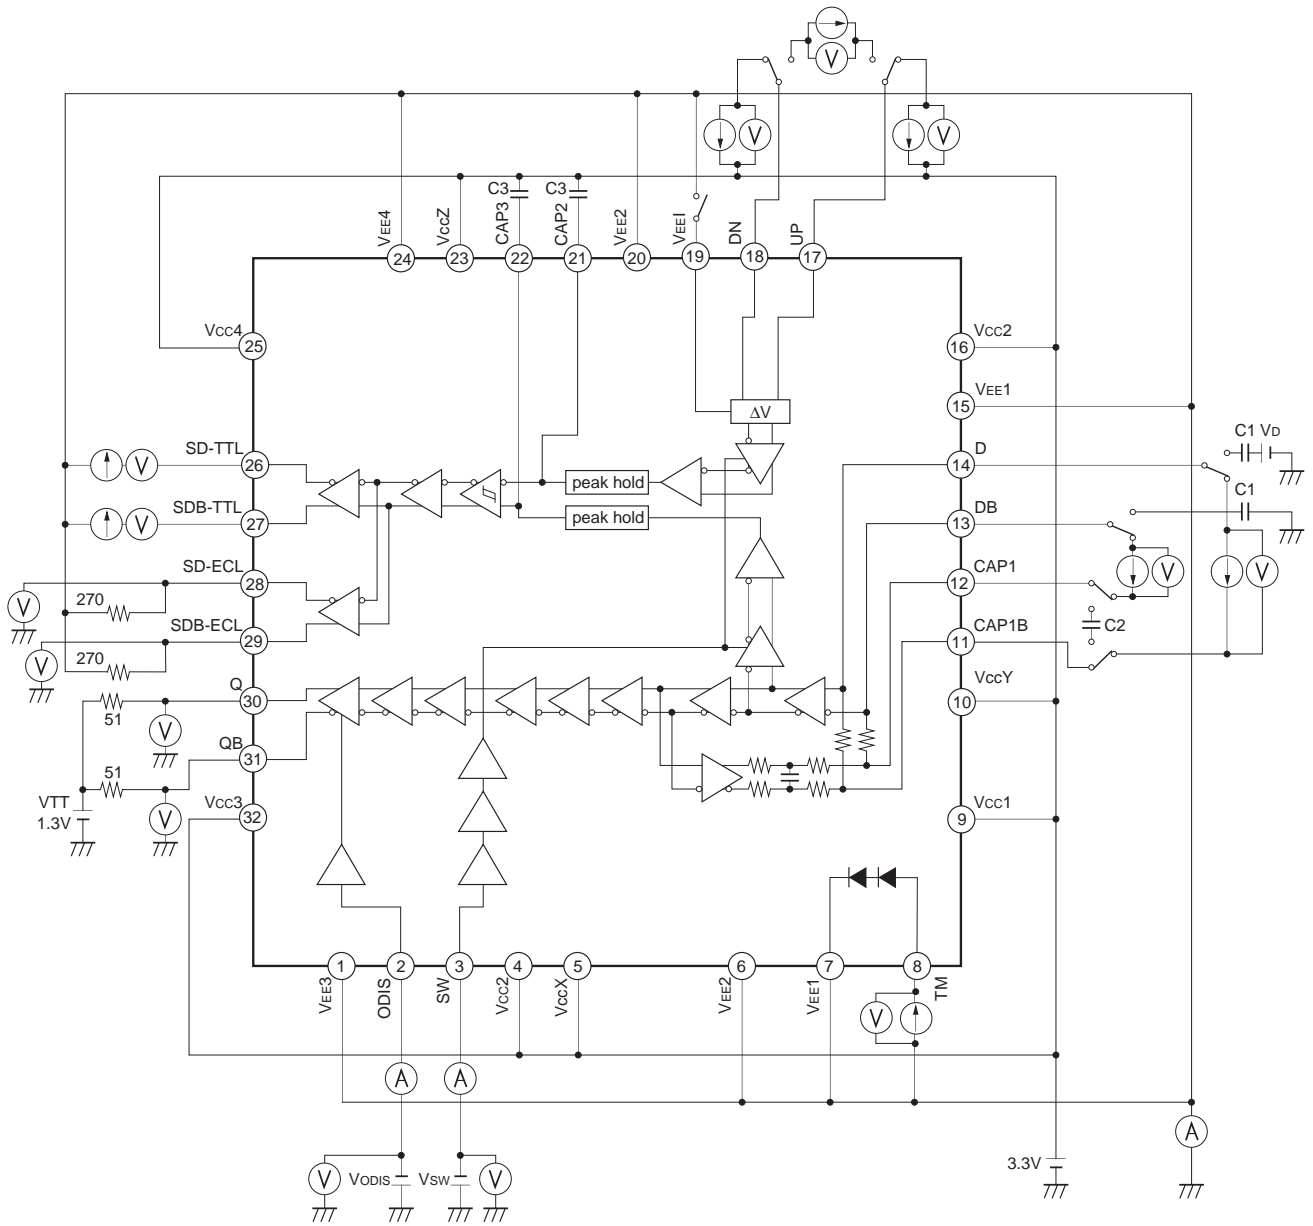 V
V
V
C3
C3
VEE4
VccZ
CAP3
CAP2
VEE2
VEEI
DN
UP
24
23
22
21
20
19
18
17
VCC4
25
VCC2
16
VEE1
15
ΔV
C1 VD
SD-TTL
V
26
peak hold
D
14
C1
SDB-TTL
V
27
peak hold
DB
13
V
V
SD-ECL
28
270
V
CAP1
12
C2
SDB-ECL
29
270
V
CAP1B
11
Q
30
51
V
VccY
10
QB
31
51
VTT
1.3V
V
VCC3
32
VCC1
9
1
2
3
4
5
6
7
8
VEE3
ODIS
SW
VCC2
VccX
VEE2
VEE1
TM
V
A
A
A
V
VODIS
VSW
V
3.3V